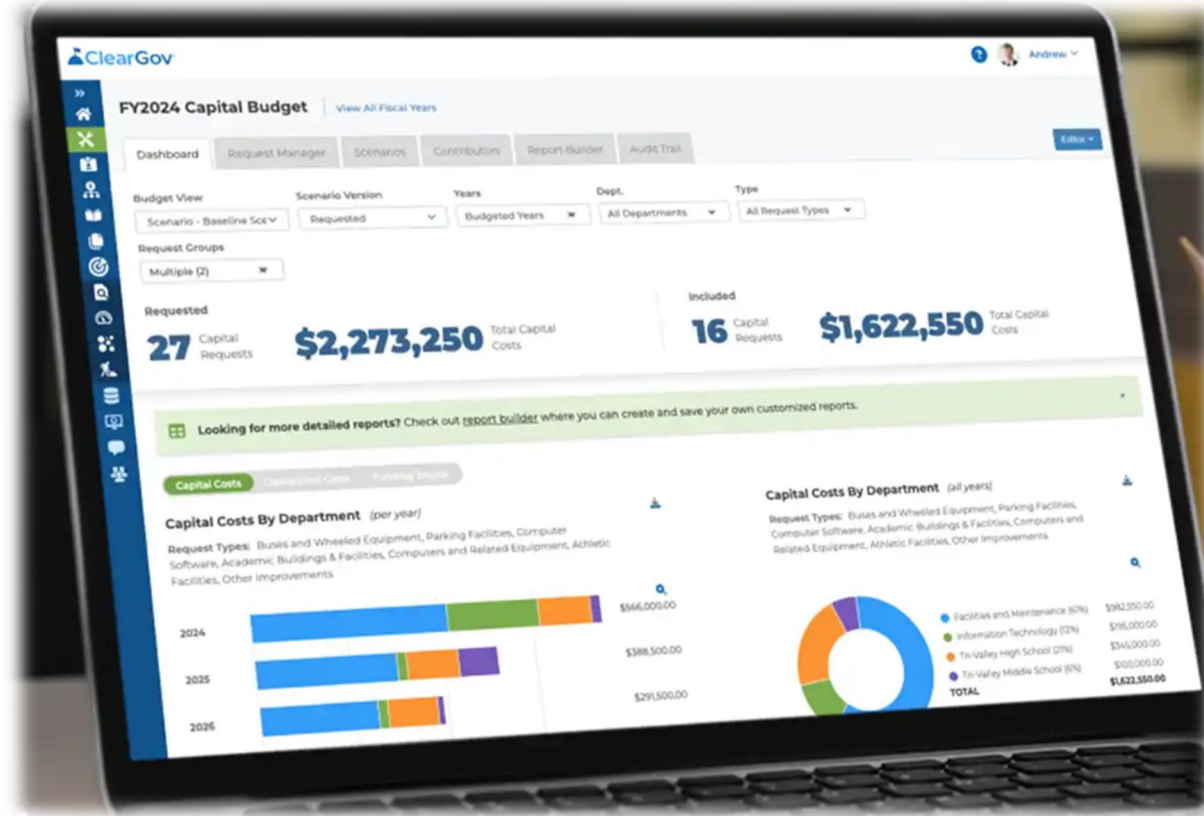 ClearGov
Andrew
FY2024 Capital Budget
View All Fiscal Years
Dashboard
Request Manager
Scenarios
Contributors
Report Builder
Audit Trail
Editor
Budget View
Scenario Version
Years
Dept.
Type
Scenario - Baseline Sce
Requested
Budgeted Years
All Departments
All Request Types
Request Groups
Multiple (2)
Requested
27 Capital Requests
$2,273,250 Total Capital Costs
Included
16 Capital Requests
$1,622,550 Total Capital Costs
Looking for more detailed reports? Check out report builder where you can create and save your own customized reports.
Capital Costs
Operational Costs
Funding Source
Capital Costs By Department (per year)
Request Types: Buses and Wheeled Equipment, Parking Facilities, Computer
Software, Academic Buildings & Facilities, Computers and Related Equipment, Athletic
Facilities, Other Improvements
2024
$566,000.00
2025
$388,500.00
2026
$291,500.00
Capital Costs By Department (all years)
Request Types: Buses and Wheeled Equipment, Parking Facilities,
Computer Software, Academic Buildings & Facilities, Computers and
Related Equipment, Athletic Facilities, Other Improvements
Facilities and Maintenance (61%) $982,550.00
Information Technology (12%) $195,000.00
Tri-Valley High School (21%) $345,000.00
Tri-Valley Middle School (6%) $100,000.00
TOTAL $1,622,550.00